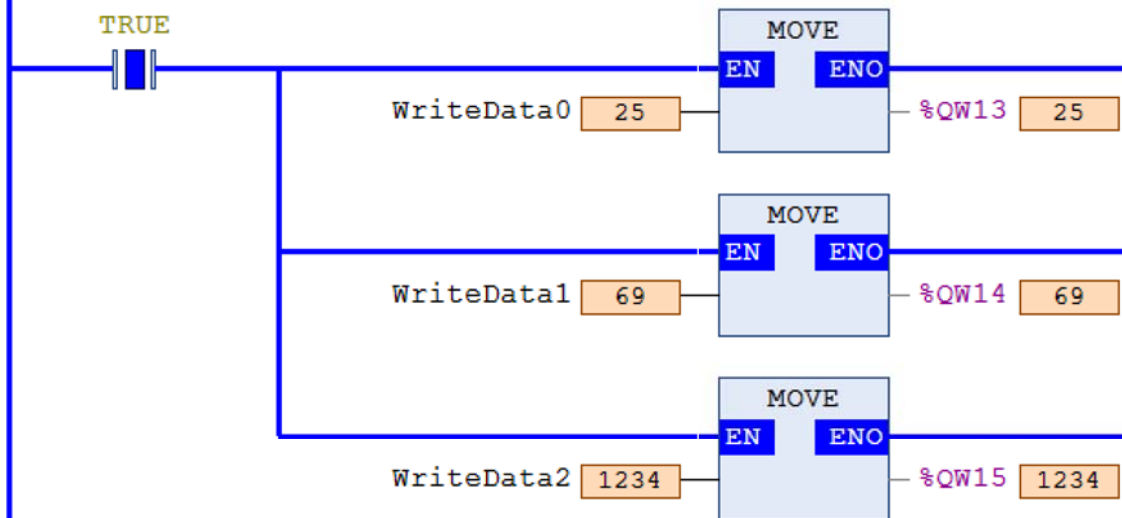 TRUE
MOVE
EN ENO
WriteData0 25 %QW13 25
MOVE
EN ENO
WriteData1 69 %QW14 69
MOVE
EN ENO
WriteData2 1234 %QW15 1234